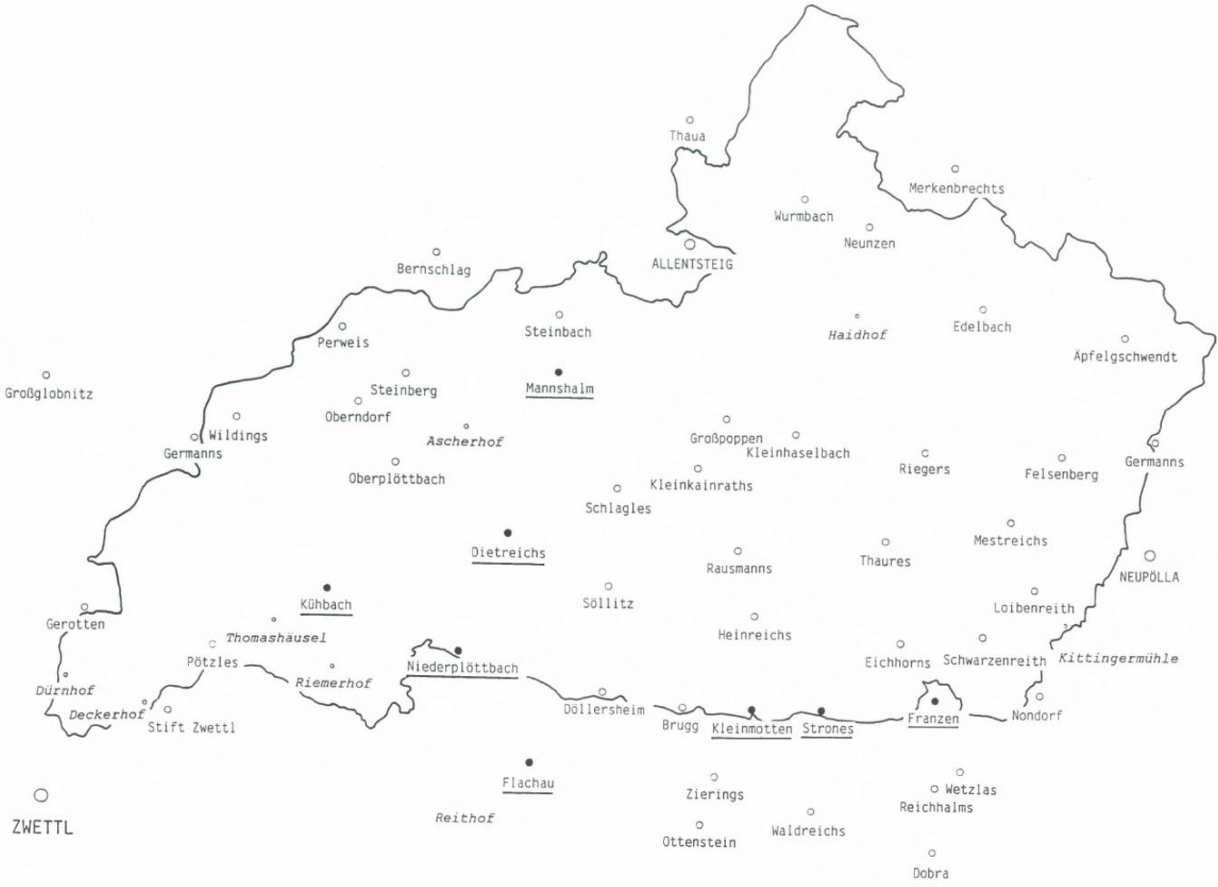 Thaua
Merkenbrechts
Wurmbach
Neunzen
ALLENTSTEIG
Bernschlag
Steinbach
Haidhof
Edelbach
Perweis
Äpfelgschwendt
Großglobnitz
Steinberg
Mannshalm
Oberndorf
Wildings
Ascherhof
Großpoppen
Kleinhaselbach
Germanns
Riegers
Germanns
Oberplöttbach
Kleinkainraths
Felsenberg
Schlagles
Mestreichs
Dietreichs
Rausmanns
Thaures
NEUPÖLLA
Kühbach
Söllitz
Loibenreith
Gerotten
Thomashäusel
Heinreichs
Pötzles
Niederplöttbach
Eichhorns
Schwarzenreith
Kittingermühle
Dürnhof
Riemerhof
Deckerhof
Stift Zwettl
Döllersheim
Brugg
Kleinmotten
Strones
Franzen
Nondorf
Flachau
Zierings
Wetzlas
Reichhalms
Reithof
ZWETTL
Ottenstein
Waldreichs
Dobra